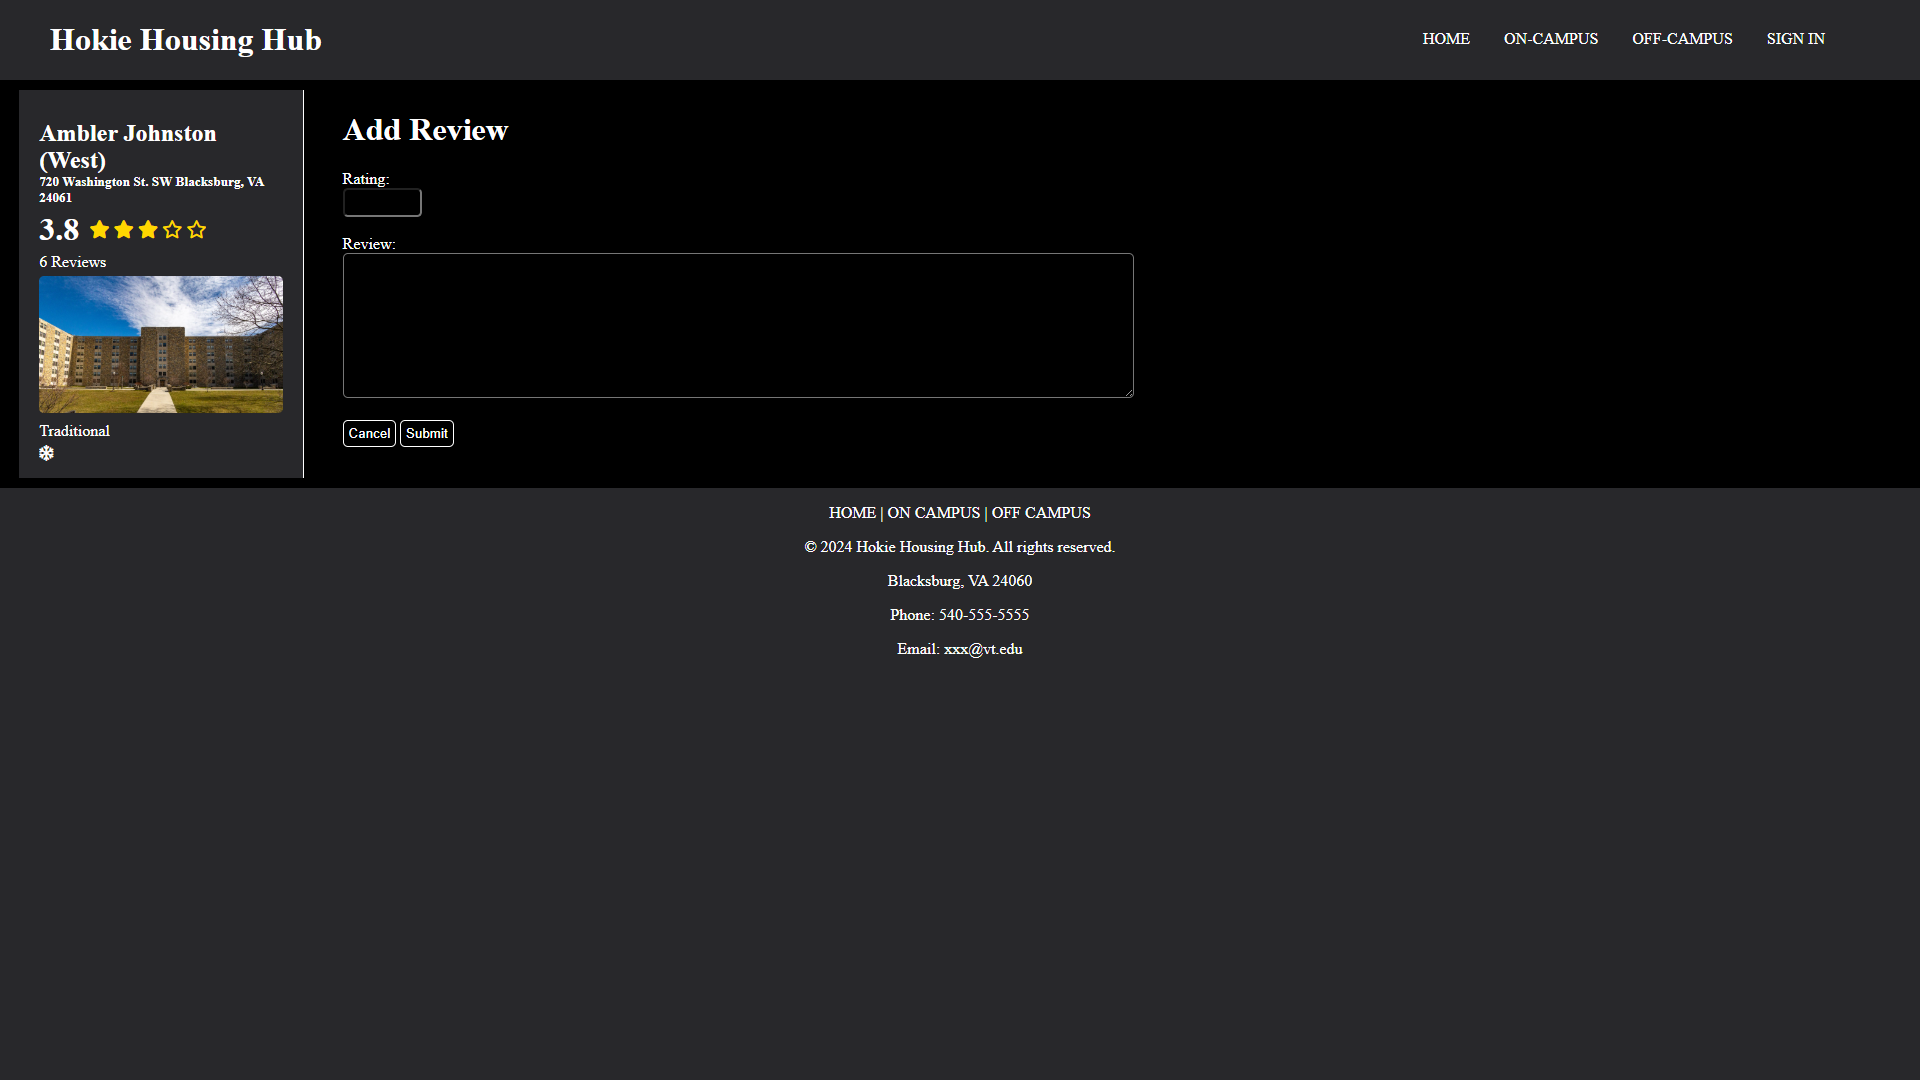 Hokie Housing Hub
HOME ON-CAMPUS OFF-CAMPUS SIGN IN
Ambler Johnston
(West)
720 Washington St. SW Blacksburg, VA
24061
3.8
6 Reviews
Traditional
Add Review
Rating:
Review:
Cancel Submit
HOME | ON CAMPUS | OFF CAMPUS
© 2024 Hokie Housing Hub. All rights reserved.
Blacksburg, VA 24060
Phone: 540-555-5555
Email: xxx@vt.edu